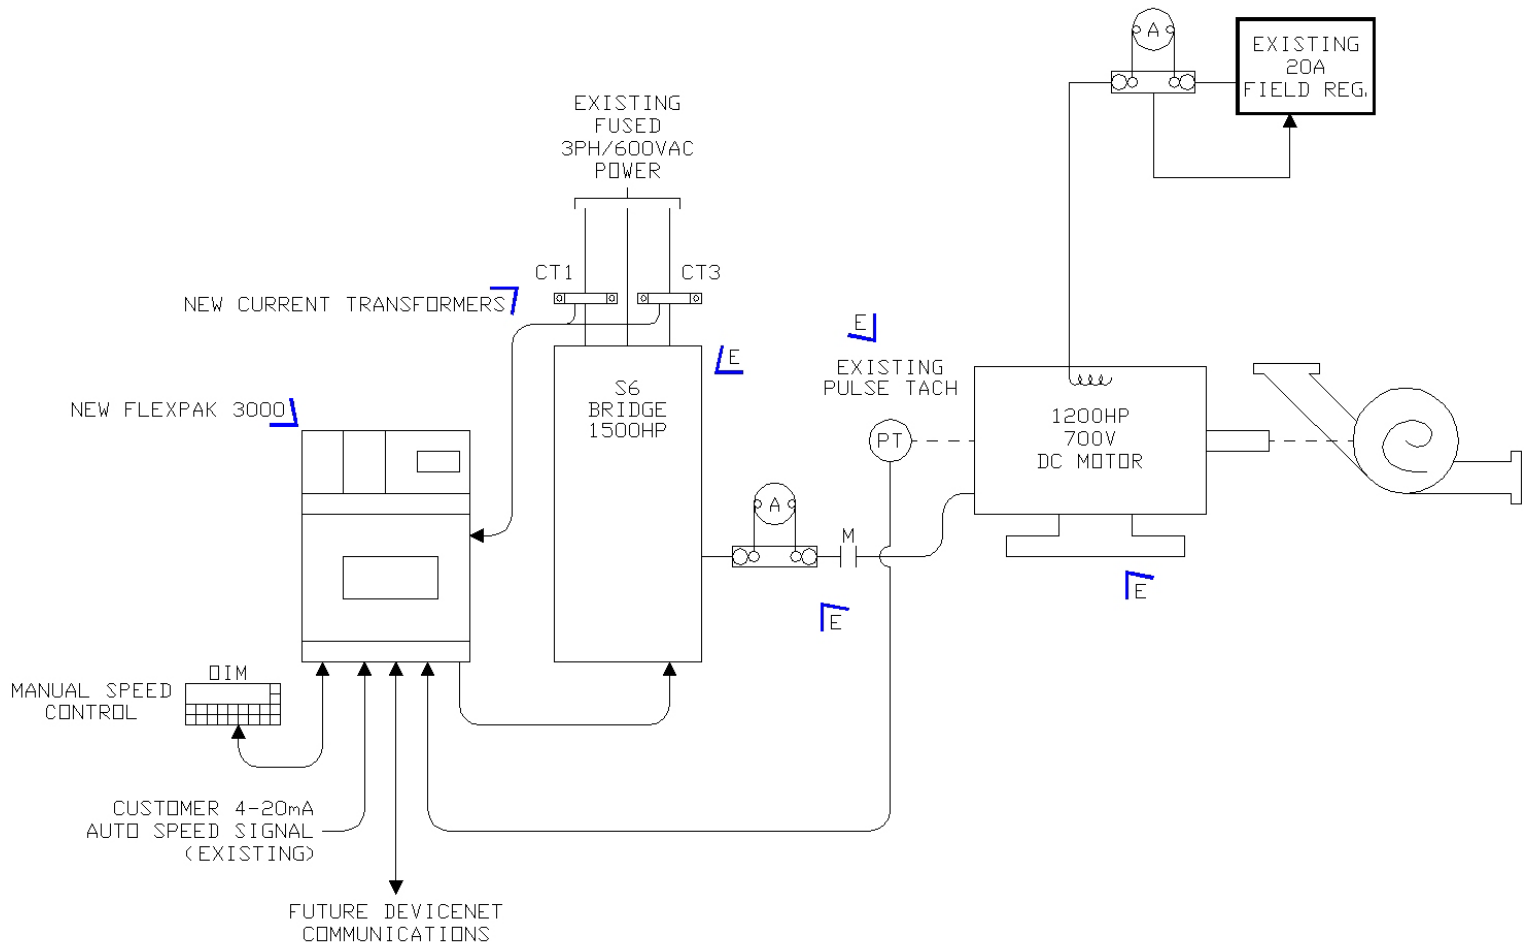 A
EXISTING
20A
FIELD REG.
EXISTING
FUSED
3PH/600VAC
POWER
CT1
CT3
NEW CURRENT TRANSFORMERS
E
E
EXISTING
PULSE TACH
S6
BRIDGE
1500HP
NEW FLEXPAK 3000
1200HP
700V
DC MOTOR
PT
A
M
E
E
OIM
MANUAL SPEED
CONTROL
CUSTOMER 4-20mA
AUTO SPEED SIGNAL
(EXISTING)
FUTURE DEVICENET
COMMUNICATIONS